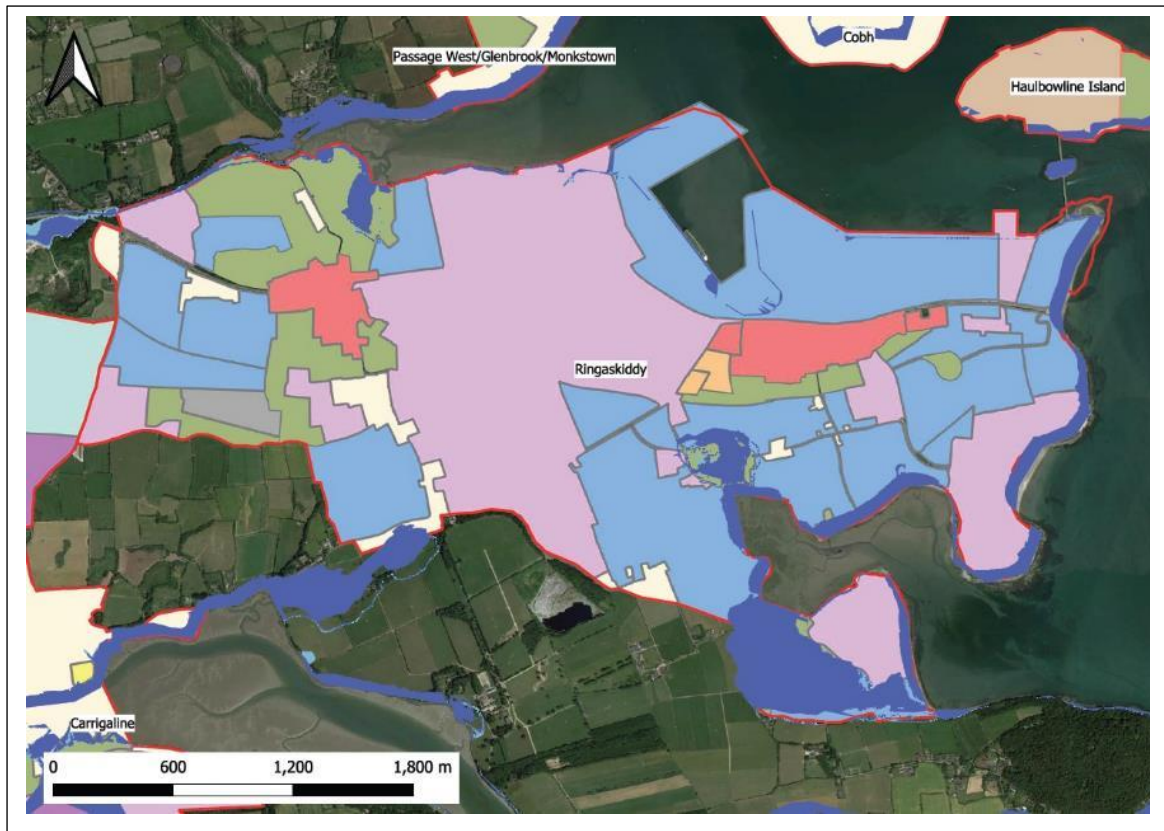 Passage West/Glenbrook/Monkstown
Cobh
Haulbowline Island
Ringaskiddy
Carrigaline
0 600 1,200 1,800 m